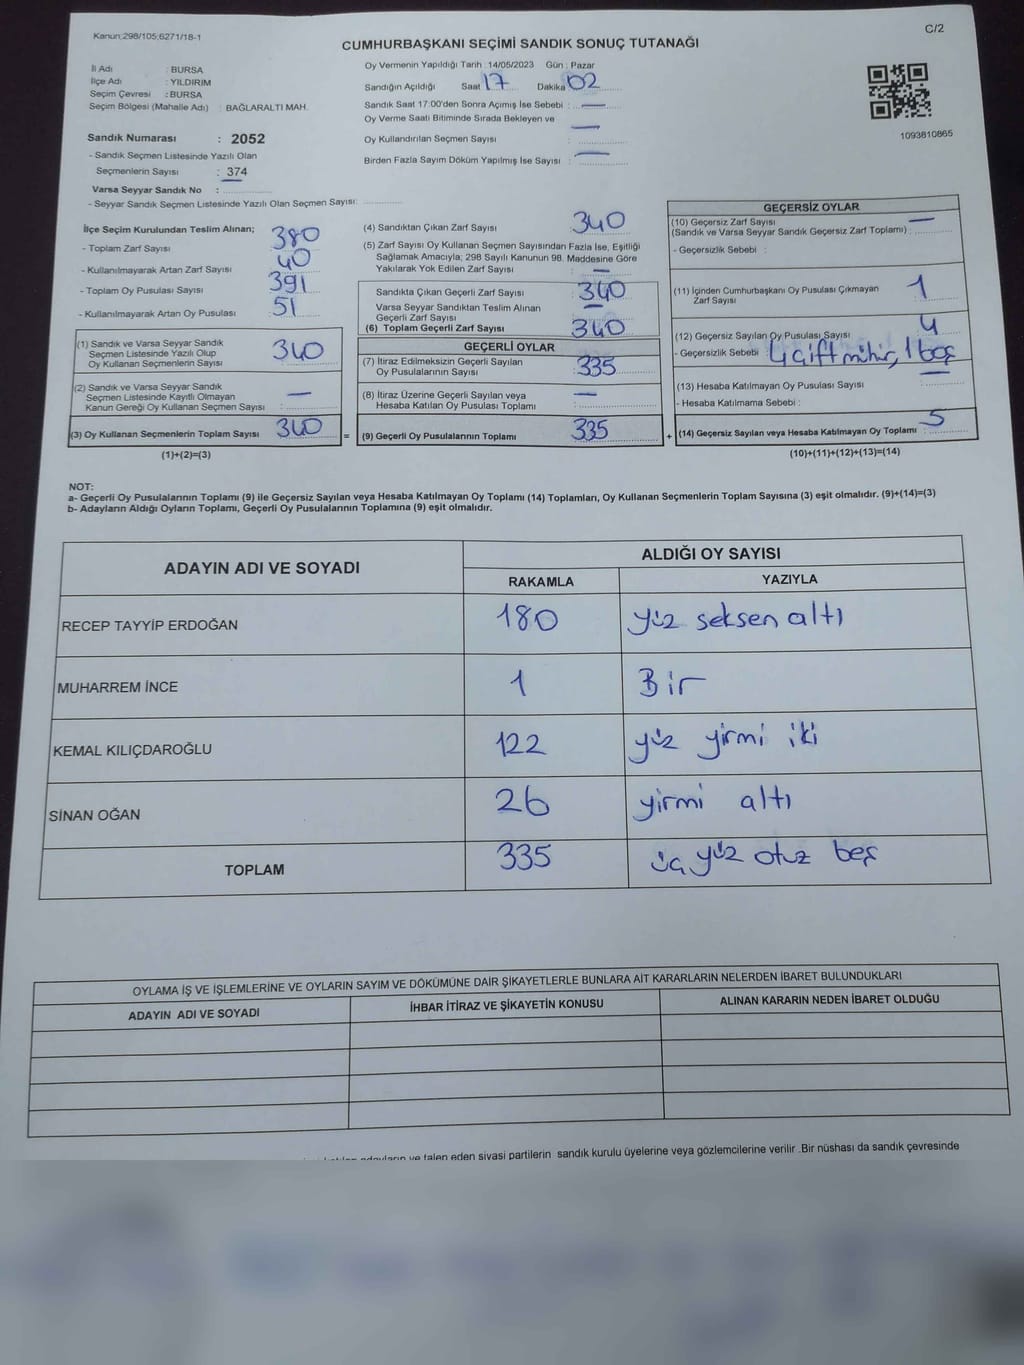 Kanun:298/105;6271/18-1
C/2
CUMHURBAŞKANI SEÇİMİ SANDIK SONUÇ TUTANAĞI
İl Adı : BURSA
İlçe Adı : YILDIRIM
Seçim Çevresi : BURSA
Seçim Bölgesi (Mahalle Adı) : BAĞLARALTI MAH.
Sandık Numarası : 2052
- Sandık Seçmen Listesinde Yazılı Olan
Seçmenlerin Sayısı : 374
Varsa Seyyar Sandık No :
- Seyyar Sandık Seçmen Listesinde Yazılı Olan Seçmen Sayısı:
Oy Vermenin Yapıldığı Tarih :14/05/2023 Gün : Pazar
Sandığın Açıldığı Saat 17 Dakika 02
Sandık Saat 17:00'den Sonra Açımış İse Sebebi : —
Oy Verme Saati Bitiminde Sırada Bekleyen ve
Oy Kullandırılan Seçmen Sayısı : —
Birden Fazla Sayım Döküm Yapılmış İse Sayısı : —
1093810865
İlçe Seçim Kurulundan Teslim Alınan;
- Toplam Zarf Sayısı 380
- Kullanılmayarak Artan Zarf Sayısı 40
- Toplam Oy Pusulası Sayısı 391
- Kullanılmayarak Artan Oy Pusulası 51
(1) Sandık ve Varsa Seyyar Sandık
Seçmen Listesinde Yazılı Olup
Oy Kullanan Seçmenlerin Sayısı 340
(2) Sandık ve Varsa Seyyar Sandık
Seçmen Listesinde Kayıtlı Olmayan
Kanun Gereği Oy Kullanan Seçmen Sayısı : —
(3) Oy Kullanan Seçmenlerin Toplam Sayısı 340 =
(1)+(2)=(3)
(4) Sandıktan Çıkan Zarf Sayısı 340
(5) Zarf Sayısı Oy Kullanan Seçmen Sayısından Fazla İse, Eşitliği
Sağlamak Amacıyla; 298 Sayılı Kanunun 98. Maddesine Göre
Yakılarak Yok Edilen Zarf Sayısı —
Sandıkta Çıkan Geçerli Zarf Sayısı : 340
Varsa Seyyar Sandıktan Teslim Alınan
Geçerli Zarf Sayısı —
(6) Toplam Geçerli Zarf Sayısı 340
GEÇERLİ OYLAR
(7) İtiraz Edilmeksizin Geçerli Sayılan
Oy Pusulalarının Sayısı : 335
(8) İtiraz Üzerine Geçerli Sayılan veya
Hesaba Katılan Oy Pusulası Toplamı : —
(9) Geçerli Oy Pusulalarının Toplamı 335 +
GEÇERSİZ OYLAR
(10) Geçersiz Zarf Sayısı —
(Sandık ve Varsa Seyyar Sandık Geçersiz Zarf Toplamı) :
- Geçersizlik Sebebi :
(11) İçinden Cumhurbaşkanı Oy Pusulası Çıkmayan
Zarf Sayısı 1
(12) Geçersiz Sayılan Oy Pusulası Sayısı 4
- Geçersizlik Sebebi : 4 çift mühür, 1 boş
(13) Hesaba Katılmayan Oy Pusulası Sayısı : —
- Hesaba Katılmama Sebebi :
(14) Geçersiz Sayılan veya Hesaba Katılmayan Oy Toplamı : 5
(10)+(11)+(12)+(13)=(14)
NOT:
a- Geçerli Oy Pusulalarının Toplamı (9) ile Geçersiz Sayılan veya Hesaba Katılmayan Oy Toplamı (14) Toplamları, Oy Kullanan Seçmenlerin Toplam Sayısına (3) eşit olmalıdır. (9)+(14)=(3)
b- Adayların Aldığı Oyların Toplamı, Geçerli Oy Pusulalarının Toplamına (9) eşit olmalıdır.
ADAYIN ADI VE SOYADI ALDIĞI OY SAYISI
RAKAMLA YAZIYLA
RECEP TAYYİP ERDOĞAN 180 yüz seksen altı
MUHARREM İNCE 1 Bir
KEMAL KILIÇDAROĞLU 122 yüz yirmi iki
SİNAN OĞAN 26 yirmi altı
TOPLAM 335 üç yüz otuz beş
OYLAMA İŞ VE İŞLEMLERİNE VE OYLARIN SAYIM VE DÖKÜMÜNE DAİR ŞİKAYETLERLE BUNLARA AİT KARARLARIN NELERDEN İBARET BULUNDUKLARI
ADAYIN ADI VE SOYADI İHBAR İTİRAZ VE ŞİKAYETİN KONUSU ALINAN KARARIN NEDEN İBARET OLDUĞU
adayların ve talep eden siyasi partilerin sandık kurulu üyelerine veya gözlemcilerine verilir .Bir nüshası da sandık çevresinde